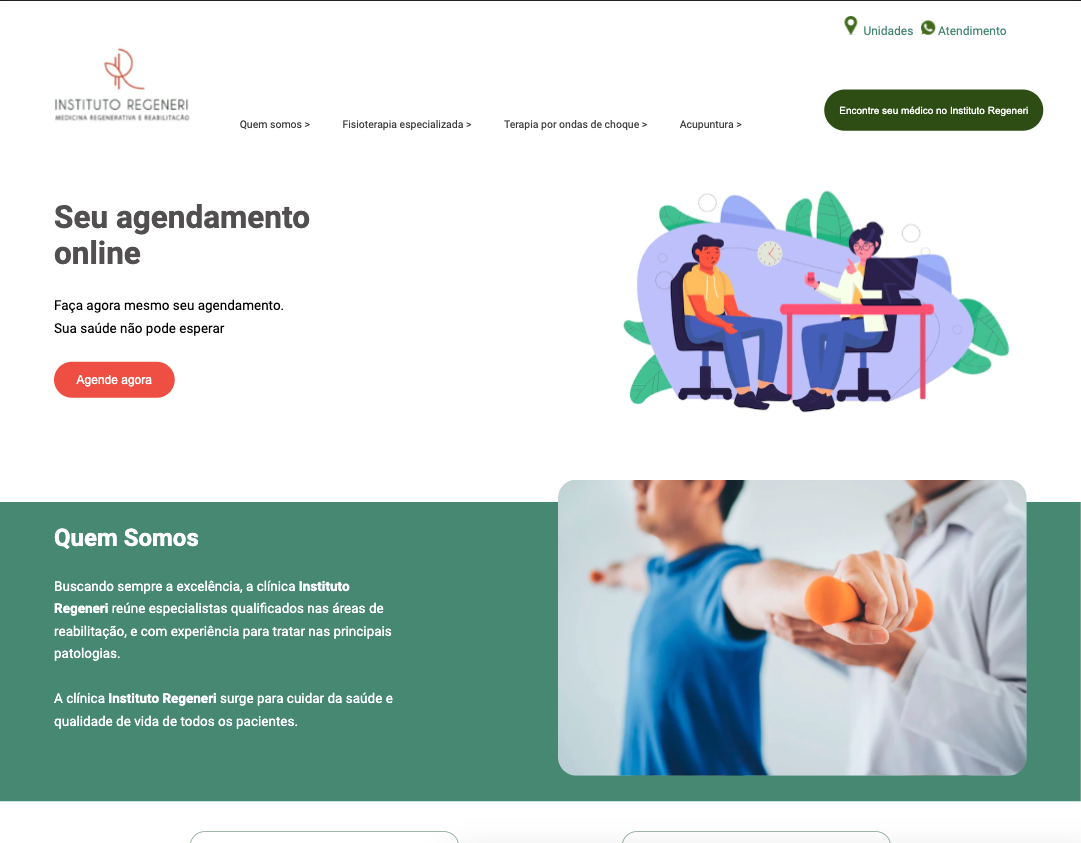 Unidades Atendimento
INSTITUTO REGENERI
MEDICINA REGENERATIVA E REABILITAÇÃO
Quem somos > Fisioterapia especializada > Terapia por ondas de choque > Acupuntura >
Encontre seu médico no Instituto Regeneri
Seu agendamento
online
Faça agora mesmo seu agendamento.
Sua saúde não pode esperar
Agende agora
Quem Somos
Buscando sempre a excelência, a clínica Instituto
Regeneri reúne especialistas qualificados nas áreas de
reabilitação, e com experiência para tratar nas principais
patologias.
A clínica Instituto Regeneri surge para cuidar da saúde e
qualidade de vida de todos os pacientes.